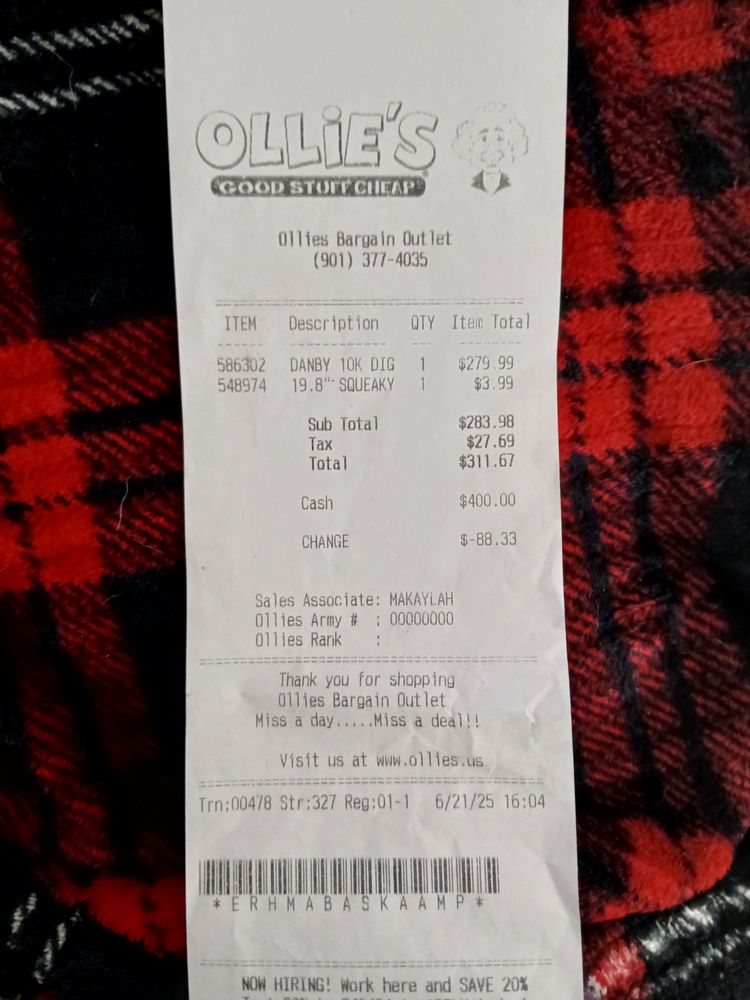 OLLiE'S
GOOD STUFF CHEAP
Ollies Bargain Outlet
(901) 377-4035
ITEM Description QTY Item Total
586302 DANBY 10K DIG 1 $279.99
548974 19.8"- SQUEAKY 1 $3.99
Sub Total $283.98
Tax $27.69
Total $311.67
Cash $400.00
CHANGE $-88.33
Sales Associate: MAKAYLAH
Ollies Army # : 00000000
Ollies Rank :
Thank you for shopping
Ollies Bargain Outlet
Miss a day.....Miss a deal!!
Visit us at www.ollies.us
Trn:00478 Str:327 Reg:01-1 6/21/25 16:04
*ERHMABASKAAMP*
NOW HIRING! Work here and SAVE 20%